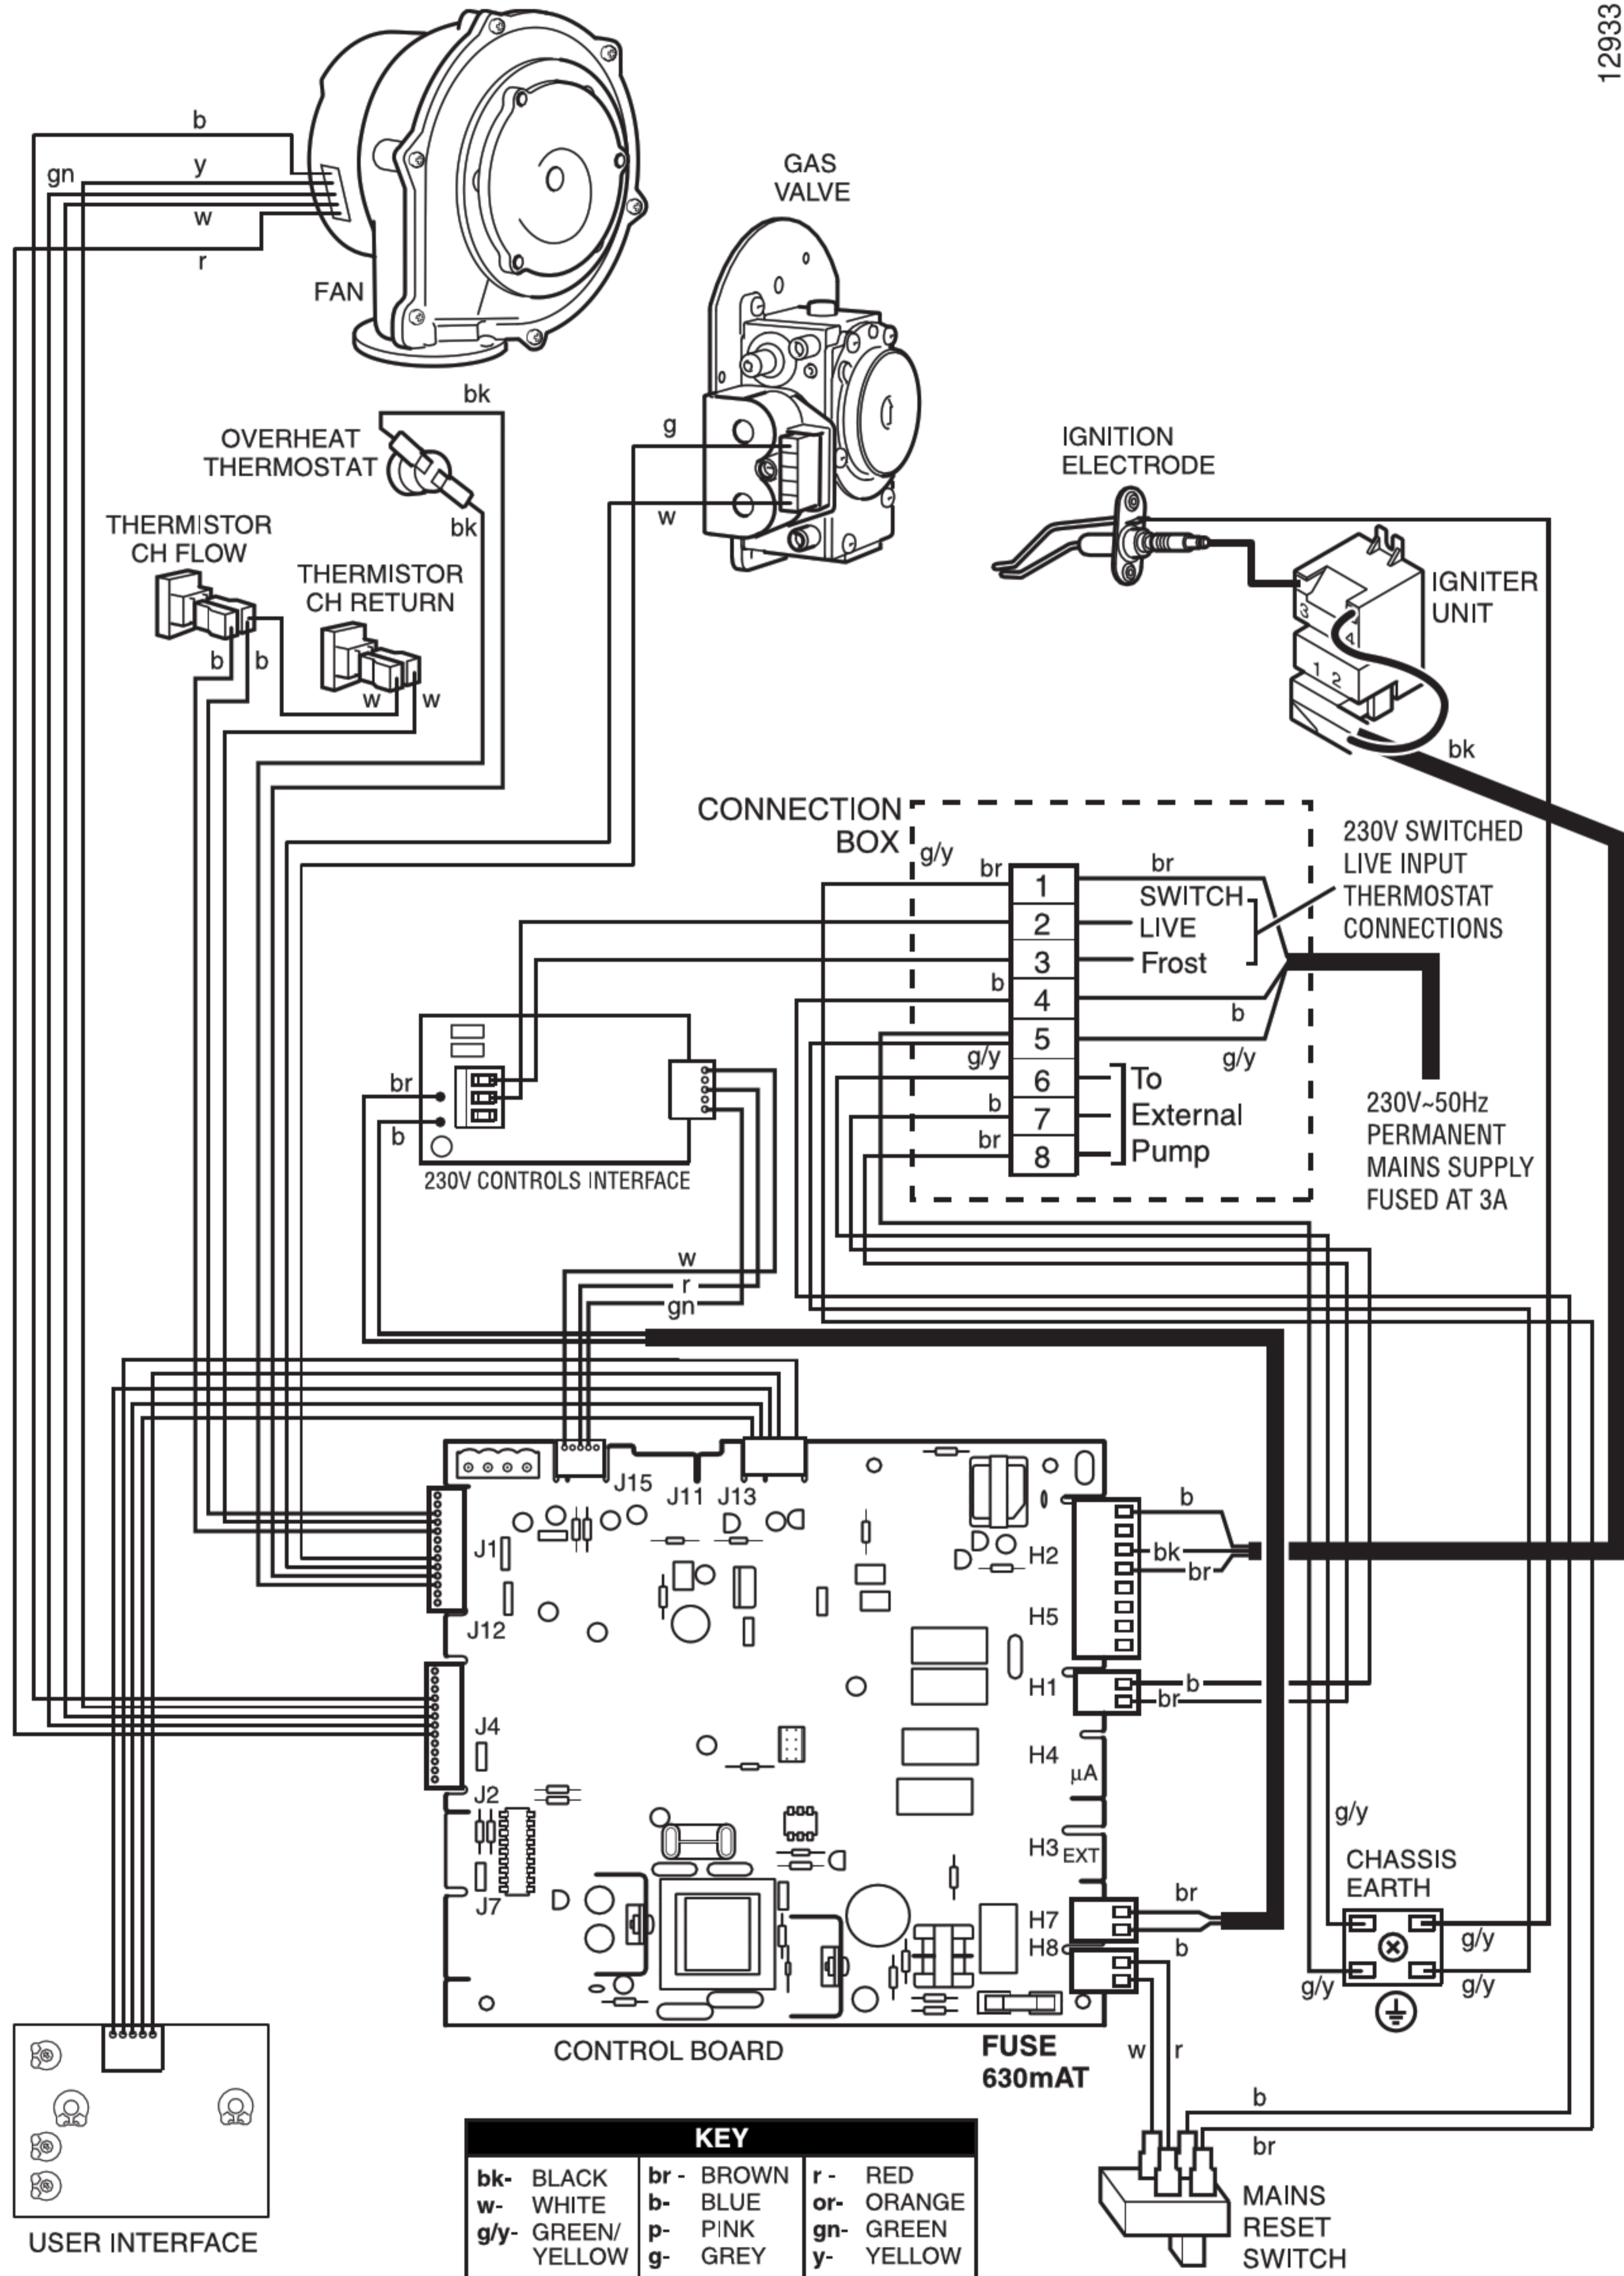 12933
b
gn
y
w
r
FAN
GAS
VALVE
bk
OVERHEAT
THERMOSTAT
bk
g
w
IGNITION
ELECTRODE
THERMISTOR
CH FLOW
THERMISTOR
CH RETURN
b
b
w
w
IGNITER
UNIT
3
4
1 2
bk
CONNECTION
BOX
230V SWITCHED
LIVE INPUT
THERMOSTAT
CONNECTIONS
g/y
br
1
br
SWITCH
2
LIVE
3
Frost
b
4
b
5
g/y
g/y
6
To
b
7
External
br
8
Pump
230V~50Hz
PERMANENT
MAINS SUPPLY
FUSED AT 3A
br
b
230V CONTROLS INTERFACE
w
r
gn
J15
J11
J13
J1
J12
H2
b
bk
br
H5
H1
b
br
J4
J2
J7
H4
µA
H3
EXT
H7
H8
br
b
g/y
CHASSIS
EARTH
g/y
g/y
g/y
CONTROL BOARD
FUSE
630mAT
w
r
b
br
MAINS
RESET
SWITCH
USER INTERFACE
KEY
bk- BLACK
w- WHITE
g/y- GREEN/
YELLOW
br - BROWN
b- BLUE
p- PINK
g- GREY
r - RED
or- ORANGE
gn- GREEN
y- YELLOW